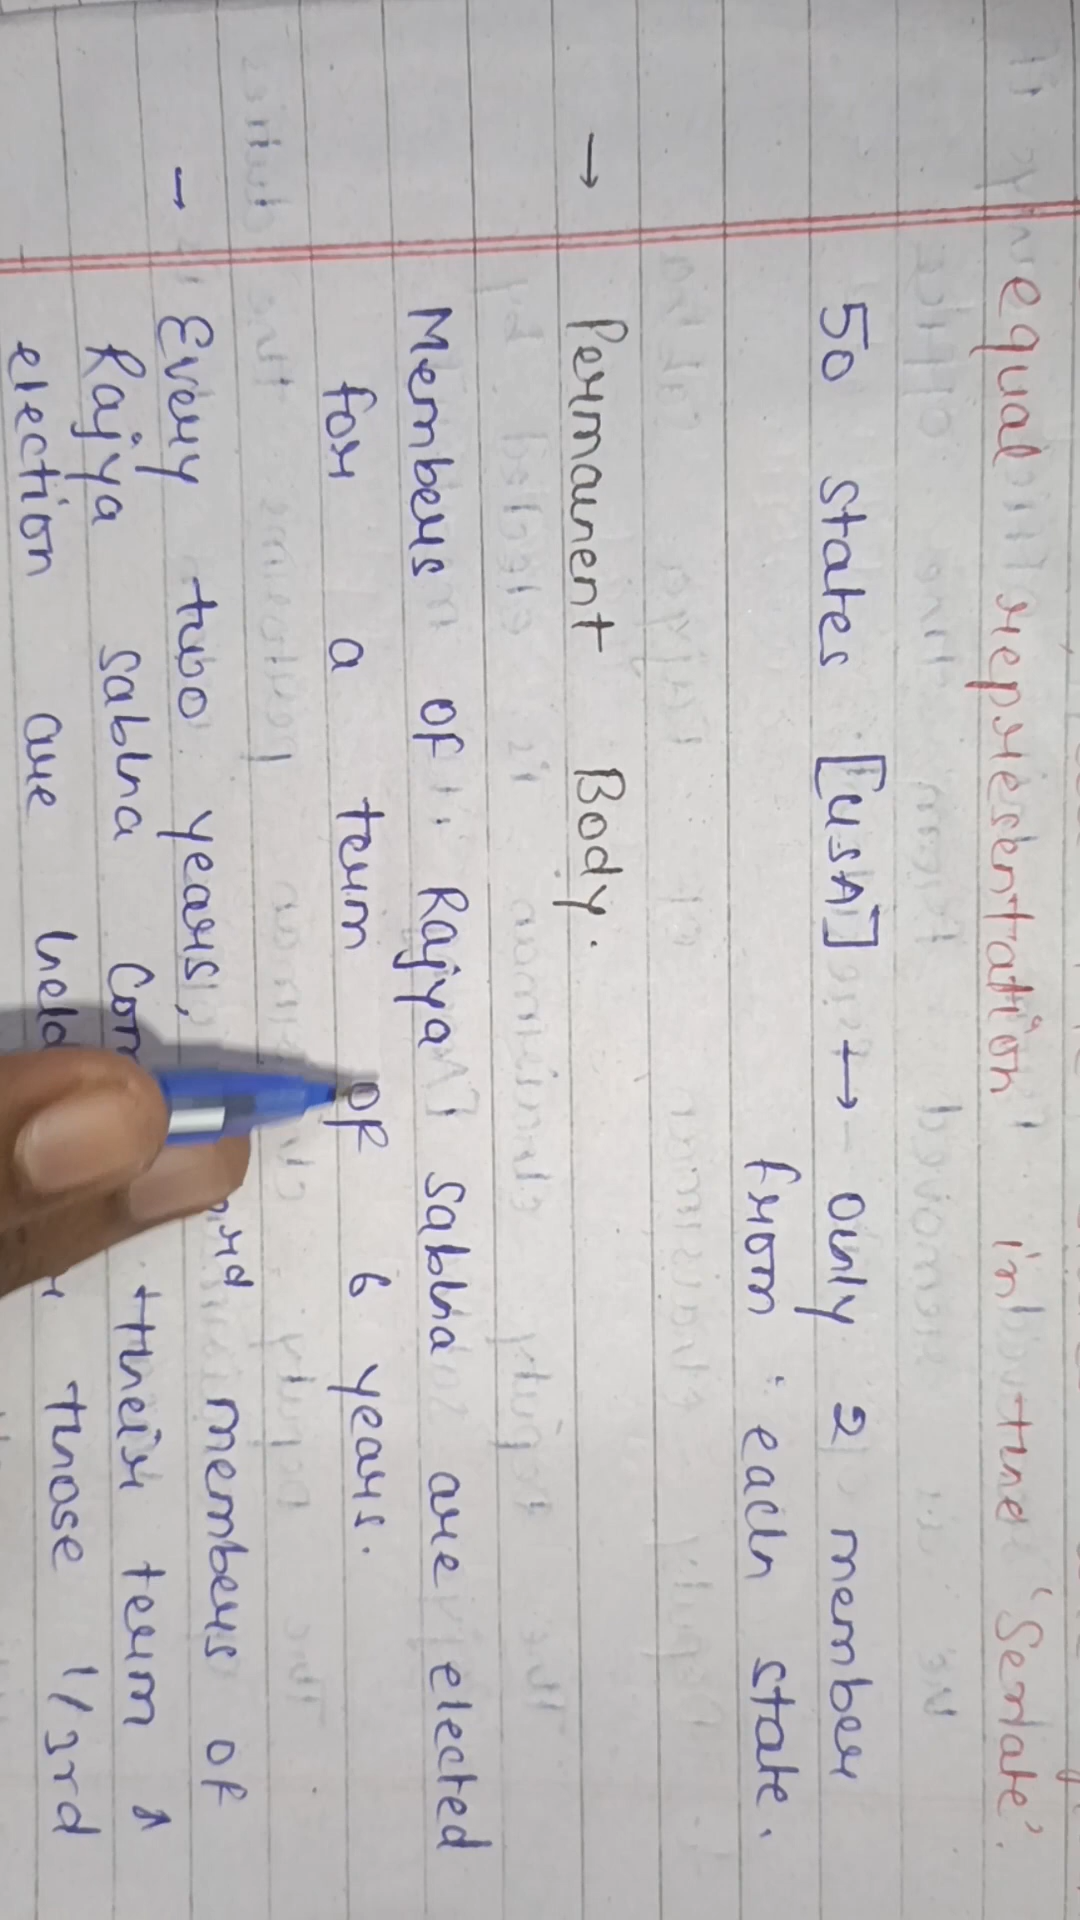 equal representation in the 'Senate'.
50 states [USA] → only 2 member
from each state.
→ Permanent Body.
Members of Rajya Sabha are elected
for a term of 6 years.
→ Every two years, rd members of
Rajya Sabha their term &
election are held those 1/3rd